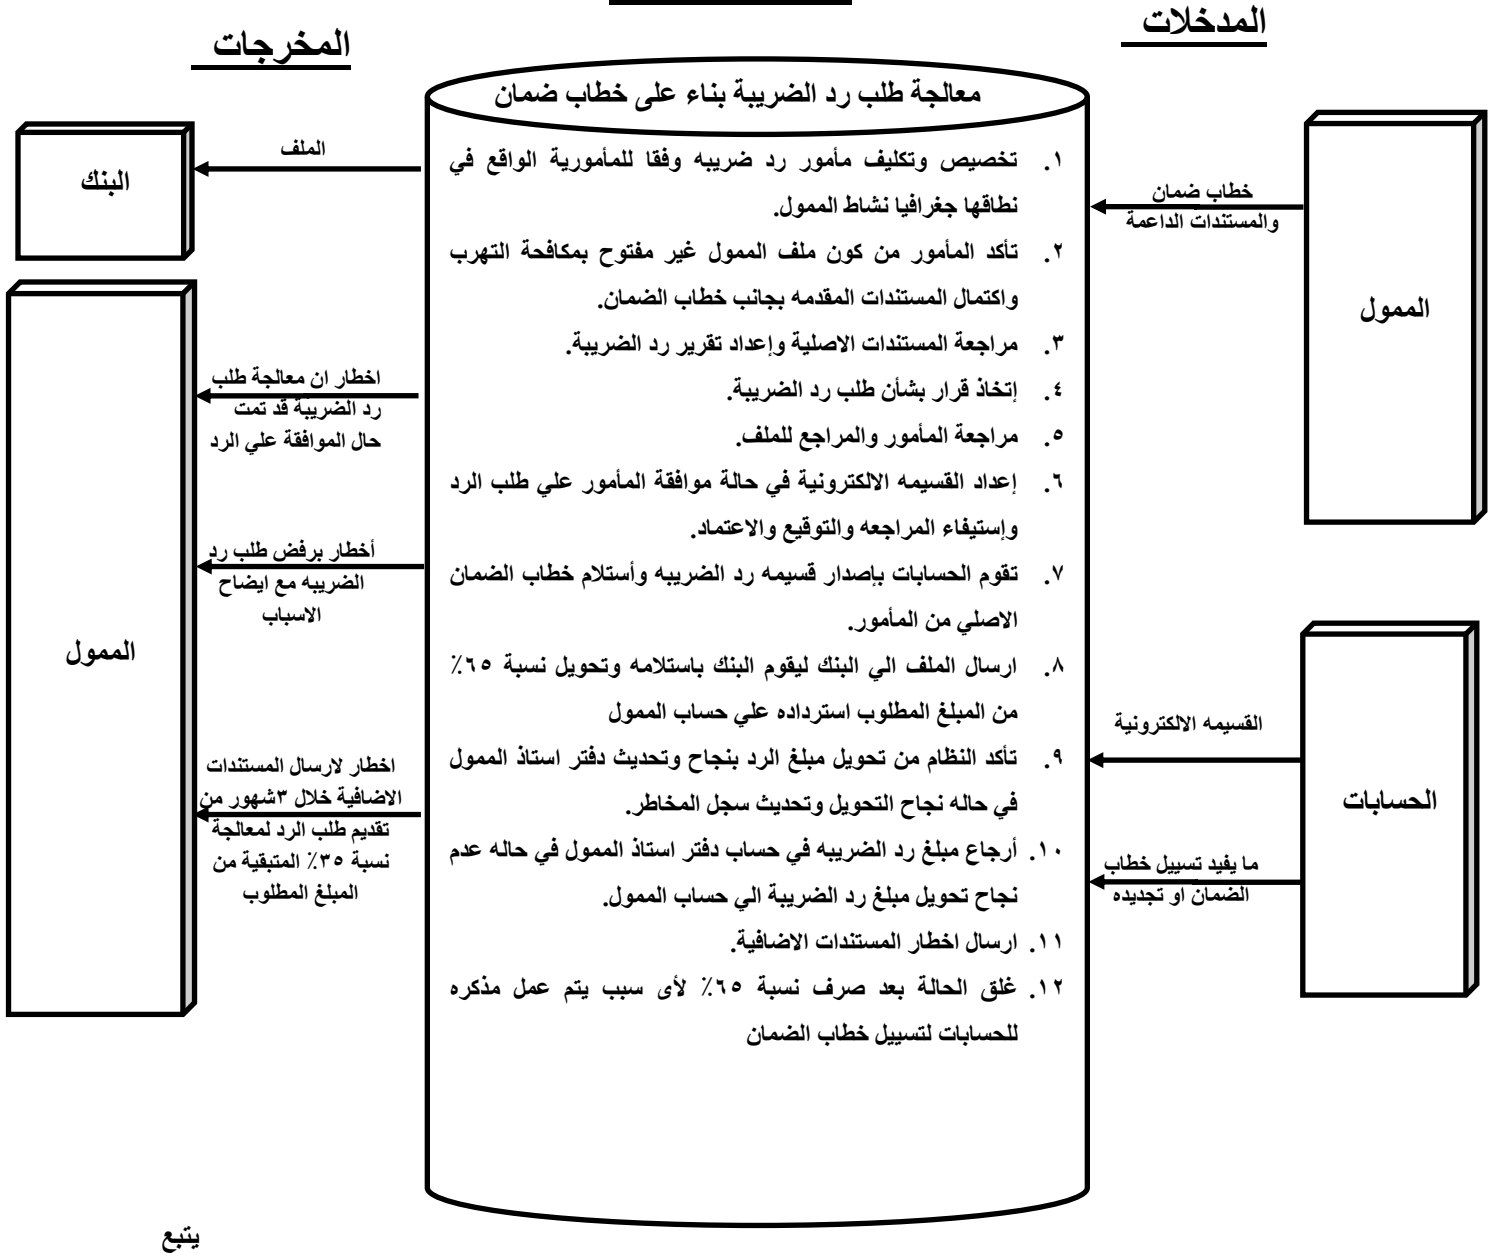 المدخلات
المخرجات
معالجة طلب رد الضريبة بناء على خطاب ضمان
١. تخصيص وتكليف مأمور رد ضريبه وفقا للمأمورية الواقع في
نطاقها جغرافيا نشاط الممول.
٢. تأكد المأمور من كون ملف الممول غير مفتوح بمكافحة التهرب
واكتمال المستندات المقدمه بجانب خطاب الضمان.
٣. مراجعة المستندات الاصلية وإعداد تقرير رد الضريبة.
٤. إتخاذ قرار بشأن طلب رد الضريبة.
٥. مراجعة المأمور والمراجع للملف.
٦. إعداد القسيمه الالكترونية في حالة موافقة المأمور علي طلب الرد
وإستيفاء المراجعه والتوقيع والاعتماد.
٧. تقوم الحسابات بإصدار قسيمه رد الضريبه وأستلام خطاب الضمان
الاصلي من المأمور.
٨. ارسال الملف الي البنك ليقوم البنك باستلامه وتحويل نسبة ٦٥٪
من المبلغ المطلوب استرداده علي حساب الممول
٩. تأكد النظام من تحويل مبلغ الرد بنجاح وتحديث دفتر استاذ الممول
في حاله نجاح التحويل وتحديث سجل المخاطر.
١٠. أرجاع مبلغ رد الضريبه في حساب دفتر استاذ الممول في حاله عدم
نجاح تحويل مبلغ رد الضريبة الي حساب الممول.
١١. ارسال اخطار المستندات الاضافية.
١٢. غلق الحالة بعد صرف نسبة ٦٥٪ لأى سبب يتم عمل مذكره
للحسابات لتسييل خطاب الضمان
الممول
خطاب ضمان
والمستندات الداعمة
الحسابات
القسيمه الالكترونية
ما يفيد تسييل خطاب
الضمان او تجديده
البنك
الملف
الممول
اخطار ان معالجة طلب
رد الضريبة قد تمت
حال الموافقة علي الرد
أخطار برفض طلب رد
الضريبه مع ايضاح
الاسباب
اخطار لارسال المستندات
الاضافية خلال ٣شهور من
تقديم طلب الرد لمعالجة
نسبة ٣٥٪ المتبقية من
المبلغ المطلوب
يتبع